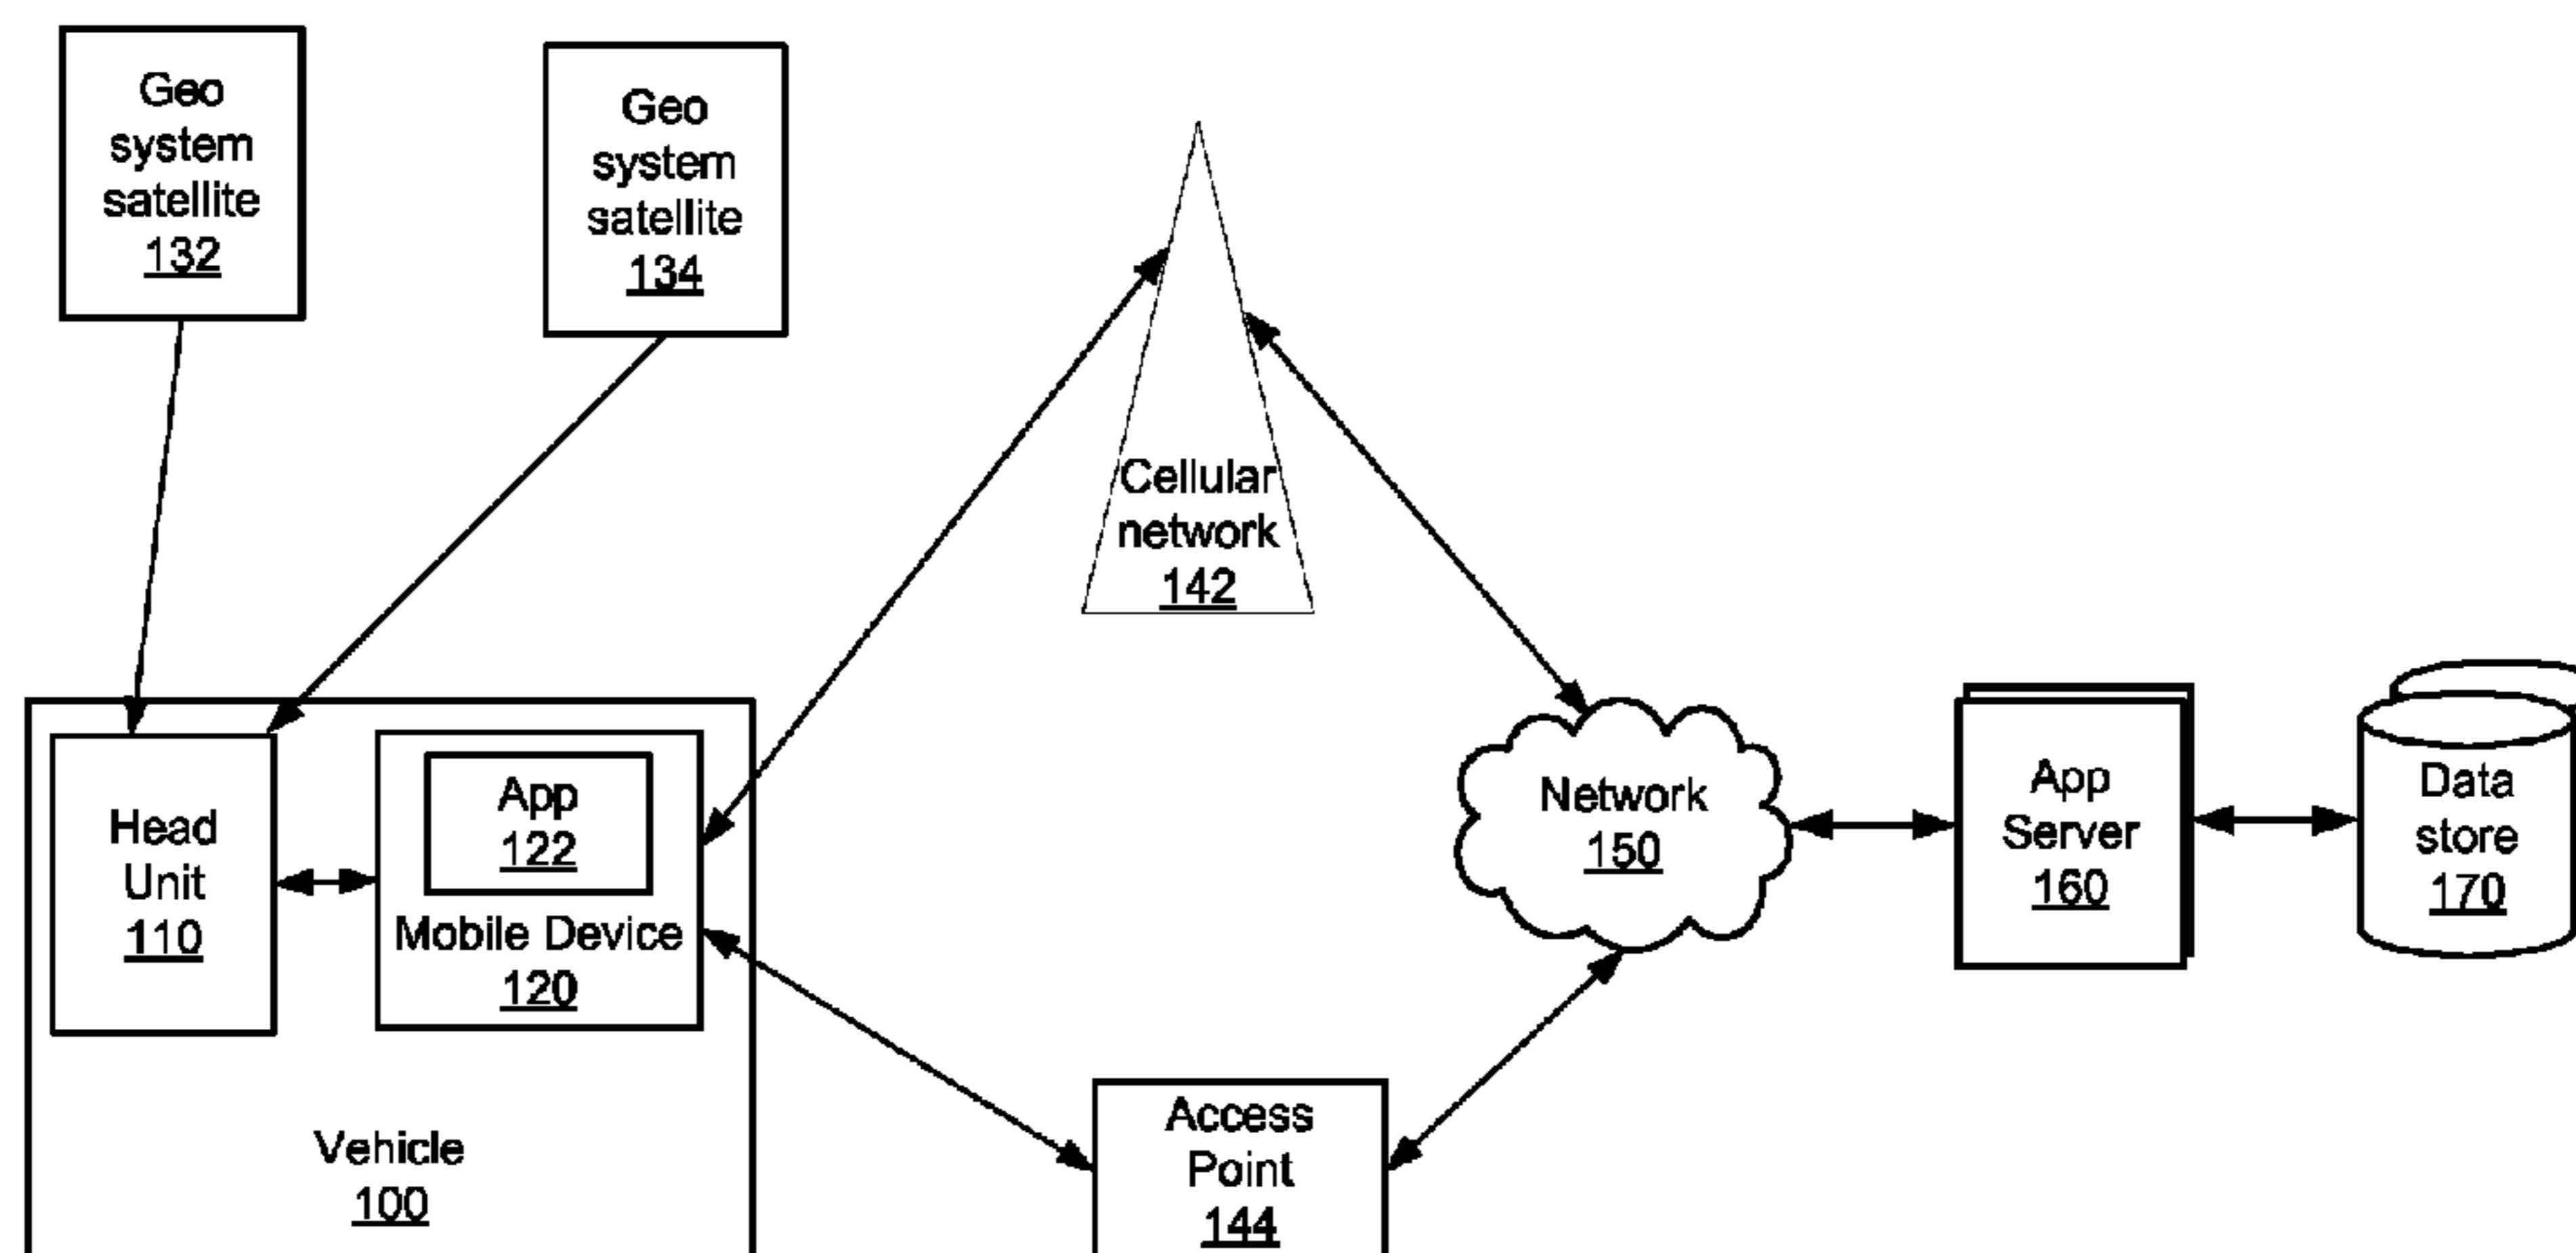 Geo
system
satellite
132
Geo
system
satellite
134
Cellular
network
142
Head
Unit
110
App
122
Mobile Device
120
Vehicle
100
Access
Point
144
Network
150
App
Server
160
Data
store
170